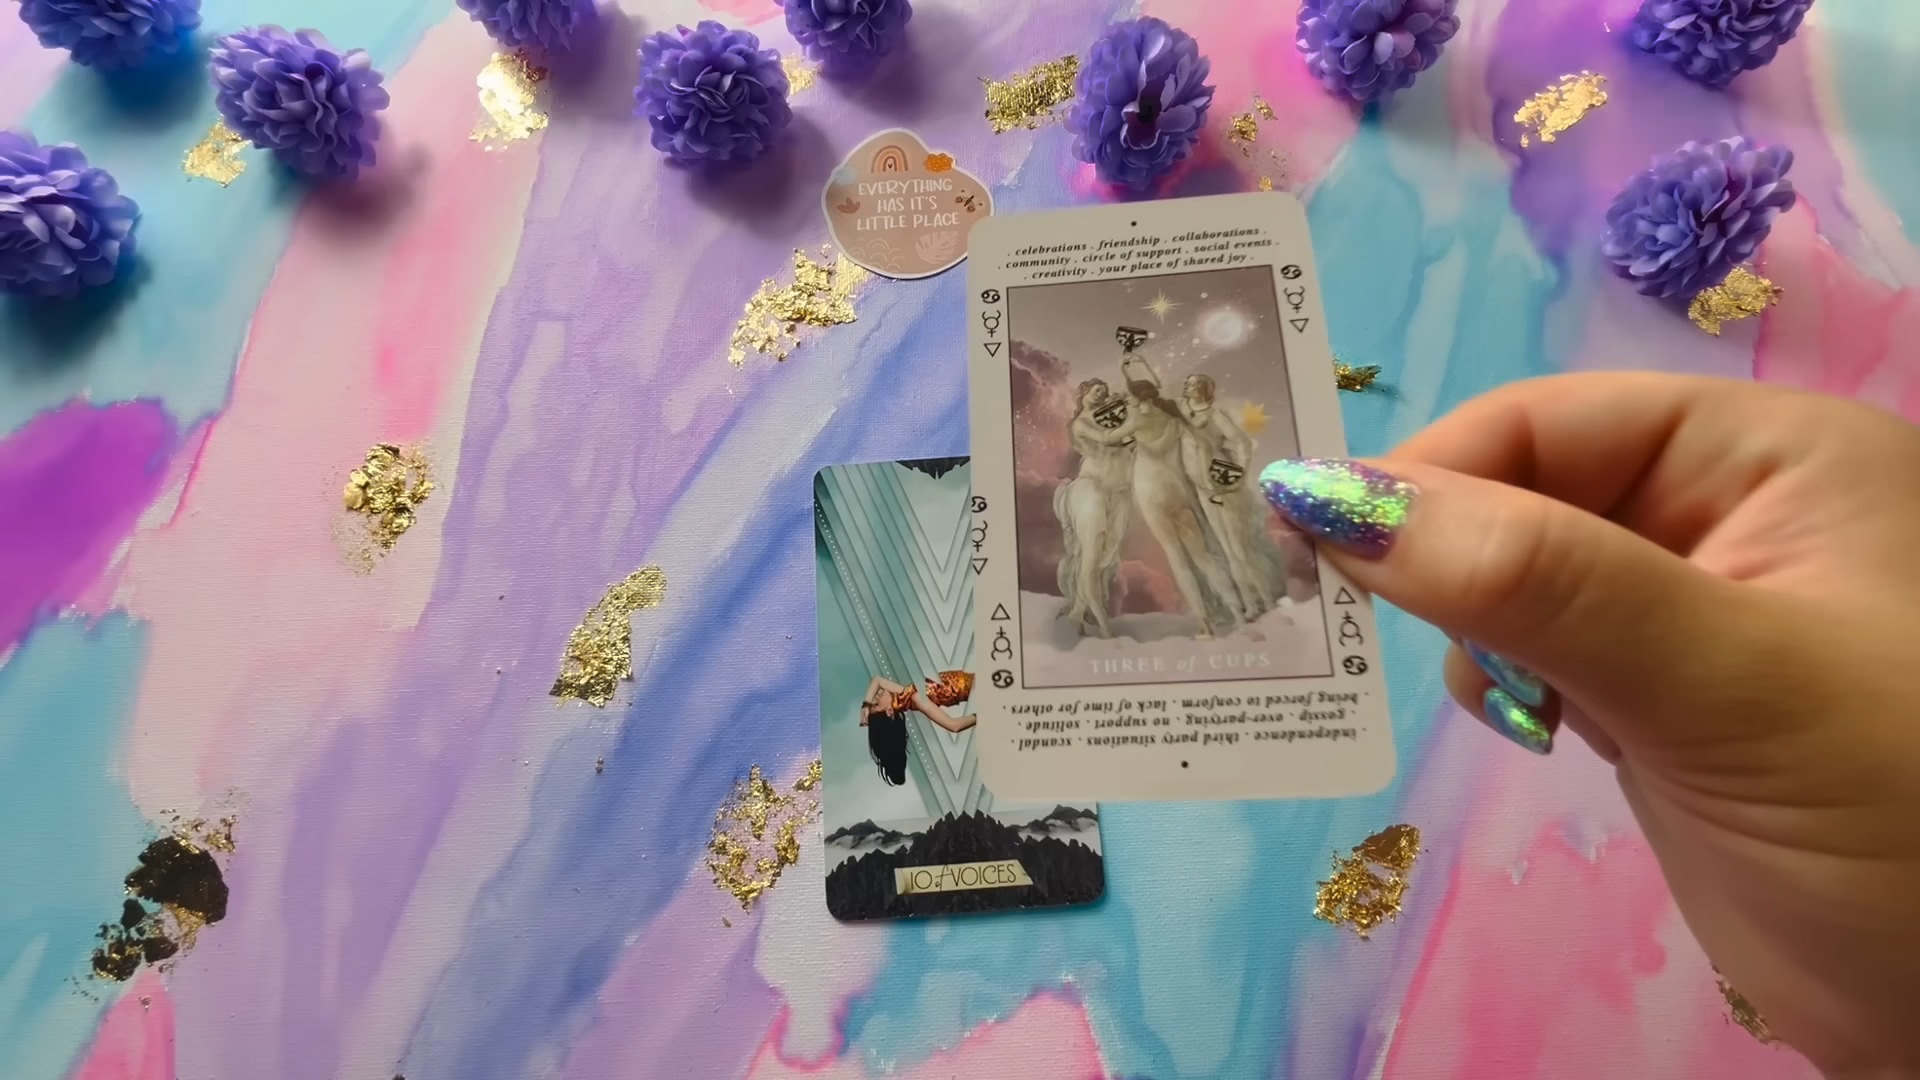 EVERYTHING
HAS IT'S
LITTLE PLACE
. celebrations . friendship . collaborations .
. community . circle of support . social events .
. creativity . your place of shared joy .
THREE of CUPS
. being forced to conform . lack of time for others .
. gossip . over-partying . no support . solitude .
. independence . third party situations . scandal .
10 of VOICES